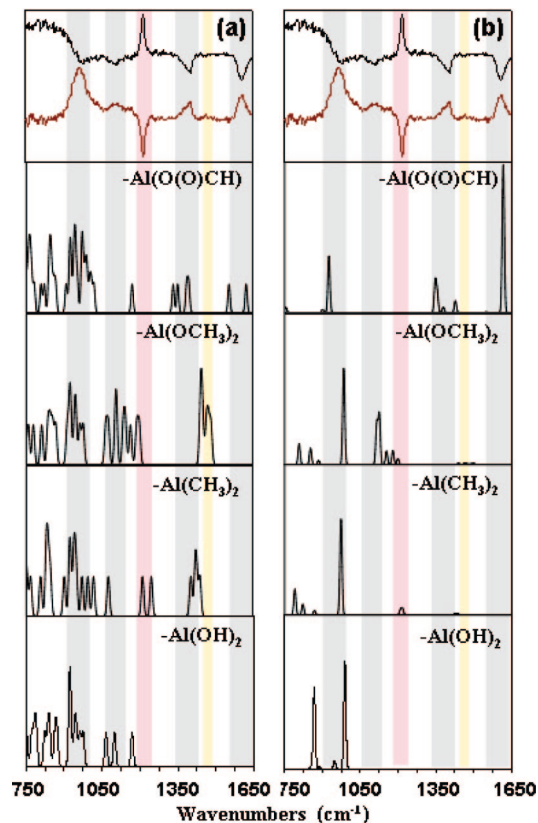 (a) (b)
-Al(O(O)CH) -Al(O(O)CH)
-Al(OCH₃)₂ -Al(OCH₃)₂
-Al(CH₃)₂ -Al(CH₃)₂
-Al(OH)₂ -Al(OH)₂
750 1050 1350 1650 750 1050 1350 1650
Wavenumbers (cm⁻¹)